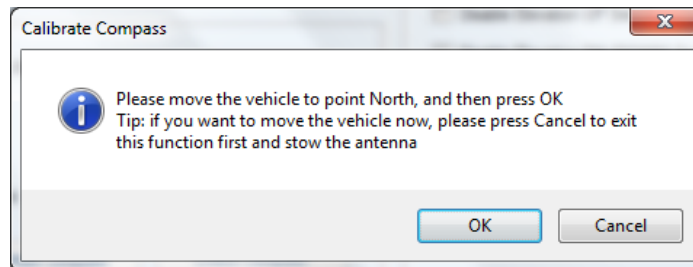 Calibrate Compass
Please move the vehicle to point North, and then press OK
Tip: if you want to move the vehicle now, please press Cancel to exit
this function first and stow the antenna
OK
Cancel